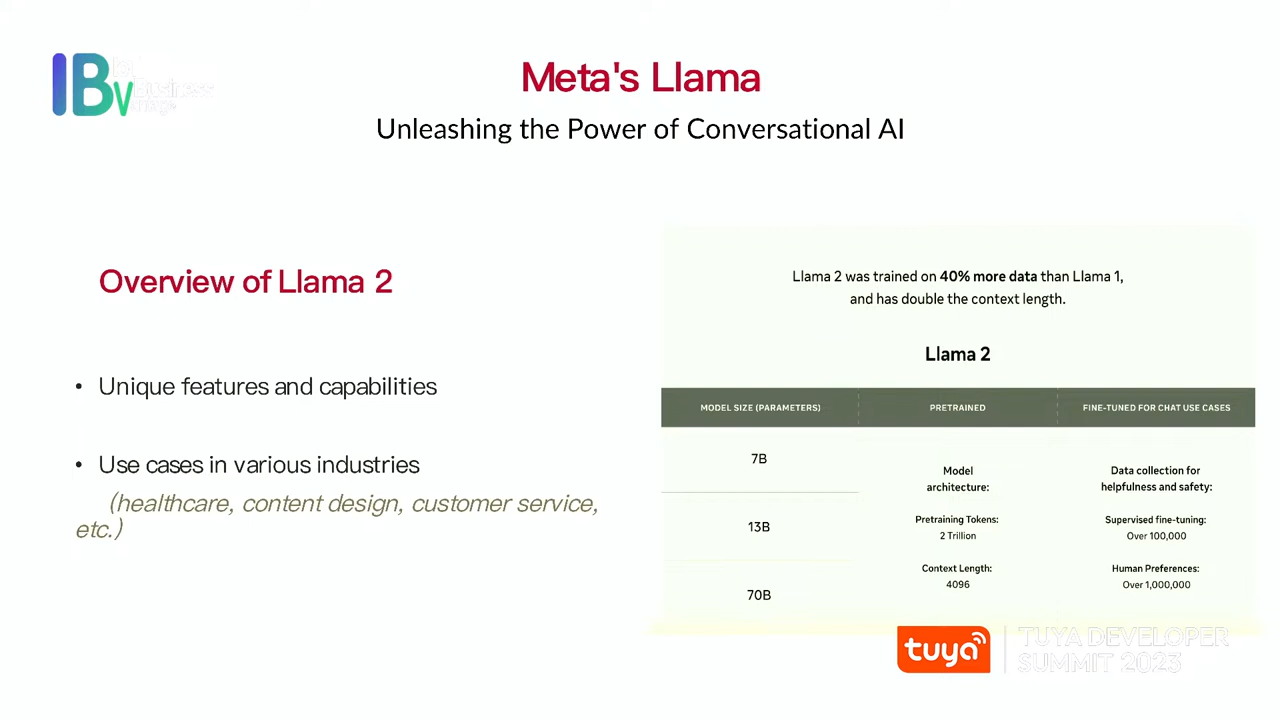 IBV
Business
Meta's Llama
Unleashing the Power of Conversational AI
Overview of Llama 2
• Unique features and capabilities
• Use cases in various industries
(healthcare, content design, customer service,
etc.)
Llama 2 was trained on 40% more data than Llama 1,
and has double the context length.
Llama 2
MODEL SIZE (PARAMETERS) PRETRAINED FINE-TUNED FOR CHAT USE CASES
7B
13B
70B
Model
architecture:
Pretraining Tokens:
2 Trillion
Context Length:
4096
Data collection for
helpfulness and safety:
Supervised fine-tuning:
Over 100,000
Human Preferences:
Over 1,000,000
tuya
TUYA DEVELOPER
SUMMIT 2023